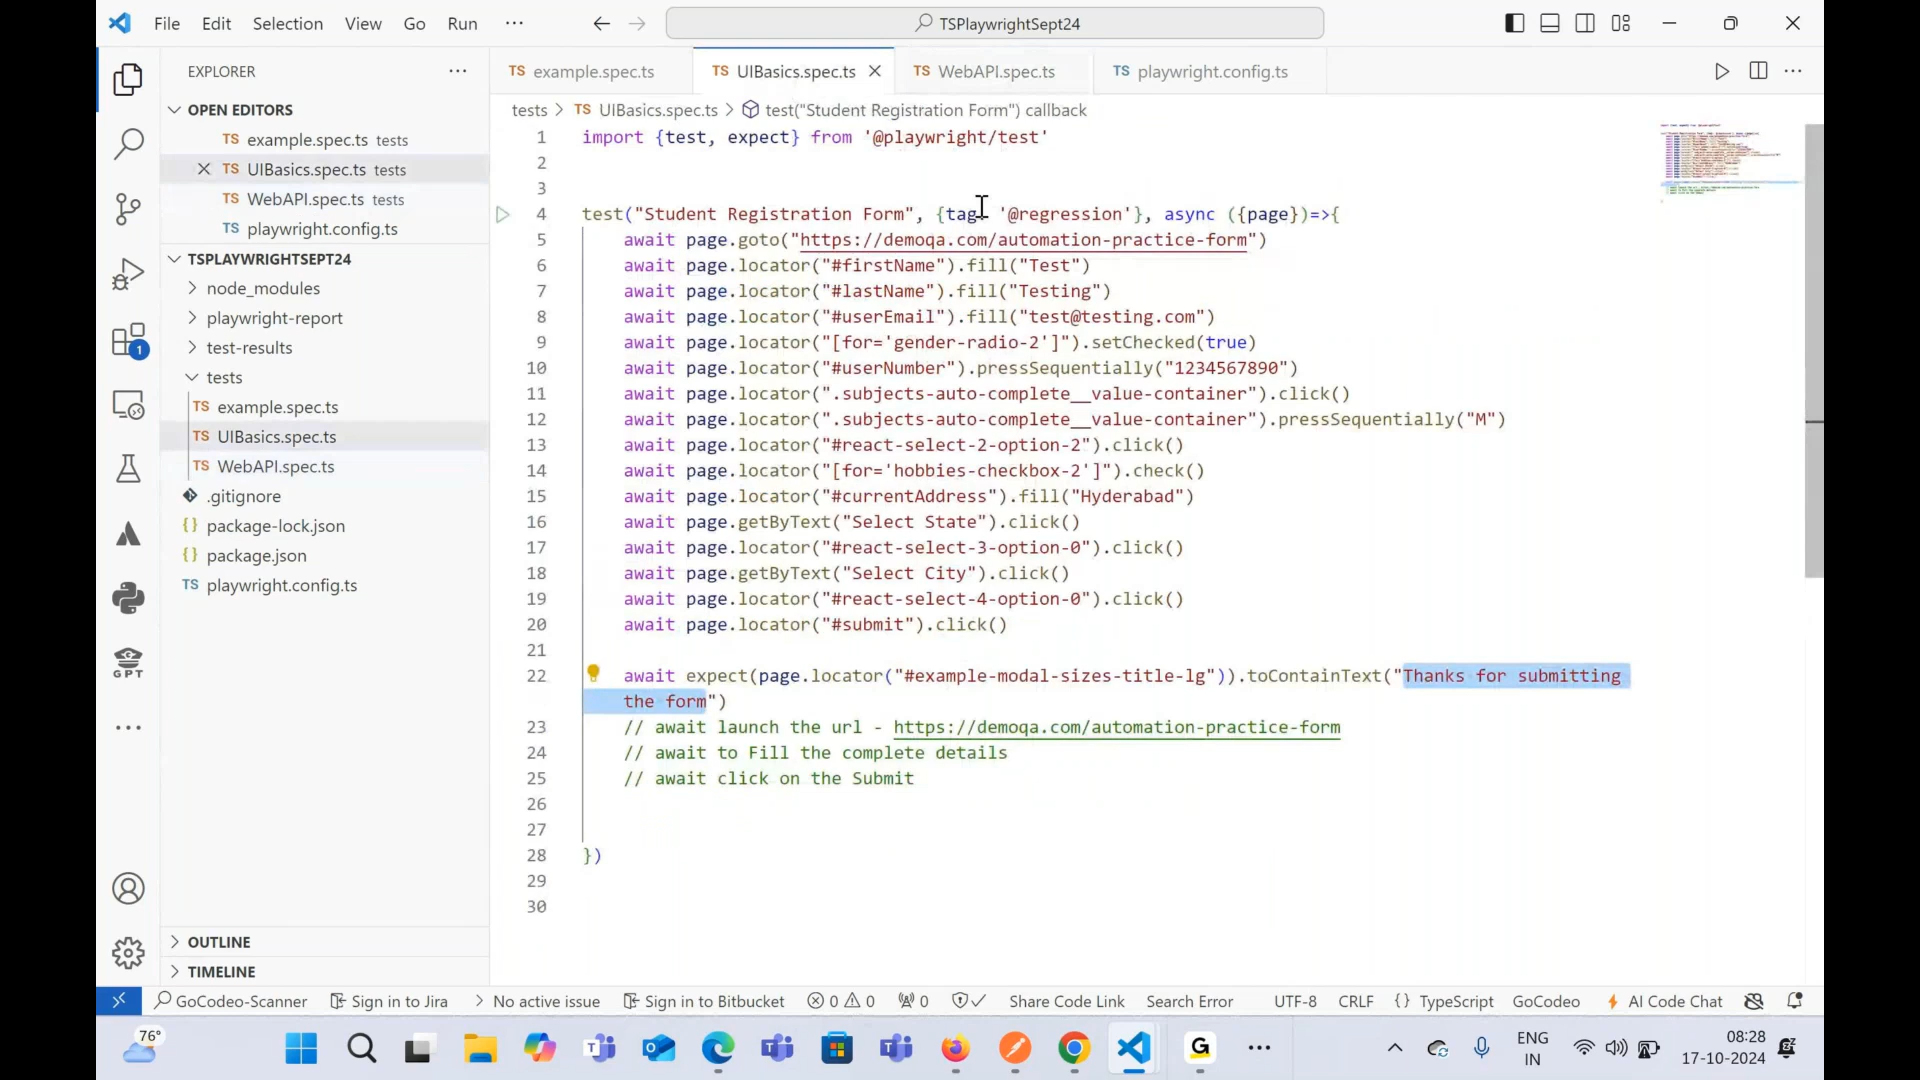 File Edit Selection View Go Run ··· TSPlaywrightSept24
EXPLORER ···
OPEN EDITORS
TS example.spec.ts tests
TS UIBasics.spec.ts tests
TS WebAPI.spec.ts tests
TS playwright.config.ts
TSPLAYWRIGHTSEPT24
node_modules
playwright-report
test-results
tests
TS example.spec.ts
TS UIBasics.spec.ts
TS WebAPI.spec.ts
.gitignore
{} package-lock.json
{} package.json
TS playwright.config.ts
OUTLINE
TIMELINE
1
GPT
TS example.spec.ts TS UIBasics.spec.ts TS WebAPI.spec.ts TS playwright.config.ts
tests > TS UIBasics.spec.ts > test("Student Registration Form") callback
1 import {test, expect} from '@playwright/test'
2
3
4 test("Student Registration Form", {tag: '@regression'}, async ({page})=>{
5 await page.goto("https://demoqa.com/automation-practice-form")
6 await page.locator("#firstName").fill("Test")
7 await page.locator("#lastName").fill("Testing")
8 await page.locator("#userEmail").fill("test@testing.com")
9 await page.locator("[for='gender-radio-2']").setChecked(true)
10 await page.locator("#userNumber").pressSequentially("1234567890")
11 await page.locator(".subjects-auto-complete__value-container").click()
12 await page.locator(".subjects-auto-complete__value-container").pressSequentially("M")
13 await page.locator("#react-select-2-option-2").click()
14 await page.locator("[for='hobbies-checkbox-2']").check()
15 await page.locator("#currentAddress").fill("Hyderabad")
16 await page.getByText("Select State").click()
17 await page.locator("#react-select-3-option-0").click()
18 await page.getByText("Select City").click()
19 await page.locator("#react-select-4-option-0").click()
20 await page.locator("#submit").click()
21
22 await expect(page.locator("#example-modal-sizes-title-lg")).toContainText("Thanks for submitting
the form")
23 // await launch the url - https://demoqa.com/automation-practice-form
24 // await to Fill the complete details
25 // await click on the Submit
26
27
28 })
29
30
GoCodeo-Scanner Sign in to Jira > No active issue Sign in to Bitbucket 0 0 0 Share Code Link Search Error UTF-8 CRLF {} TypeScript GoCodeo AI Code Chat
76° ENG 08:28
IN 17-10-2024